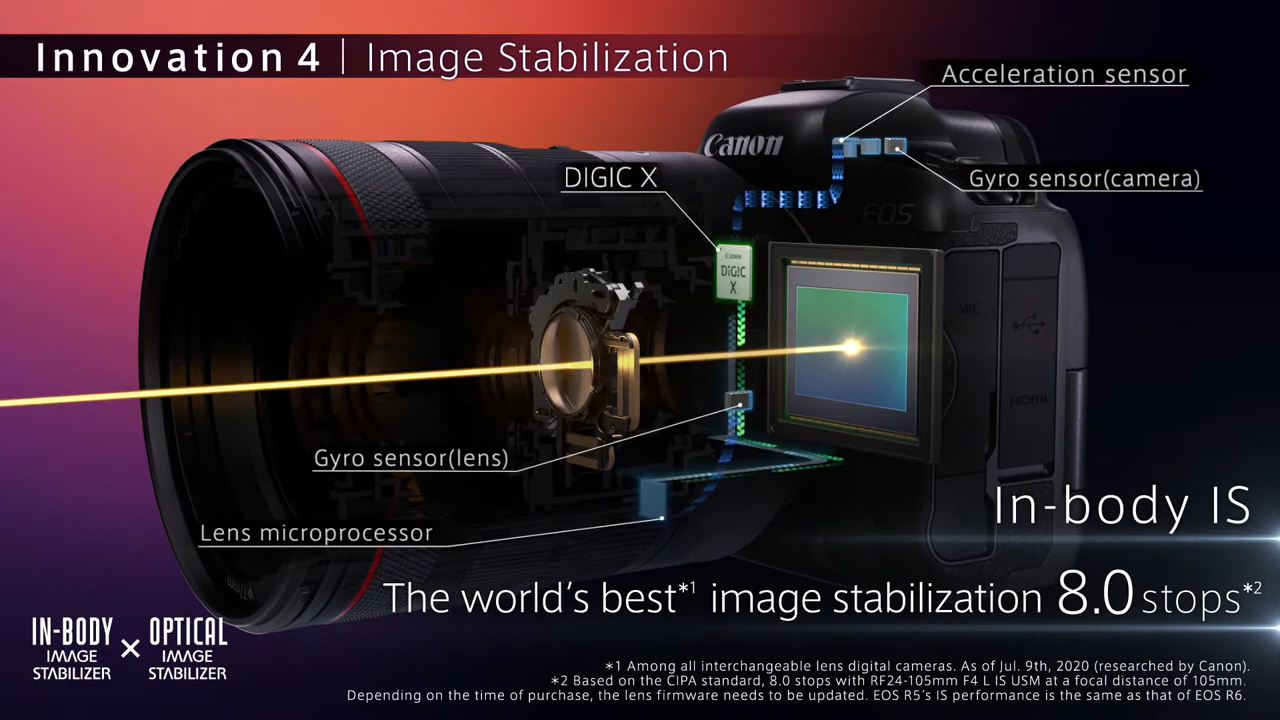 Innovation 4 | Image Stabilization
Acceleration sensor
Canon
DIGIC X
Gyro sensor(camera)
EOS
Canon
DIGIC
X
MIC
HDMI
Gyro sensor(lens)
In-body IS
Lens microprocessor
The world's best*1 image stabilization 8.0 stops*2
IN-BODY
IMAGE
STABILIZER
×
OPTICAL
IMAGE
STABILIZER
*1 Among all interchangeable lens digital cameras. As of Jul. 9th, 2020 (researched by Canon).
*2 Based on the CIPA standard, 8.0 stops with RF24-105mm F4 L IS USM at a focal distance of 105mm.
Depending on the time of purchase, the lens firmware needs to be updated. EOS R5's IS performance is the same as that of EOS R6.